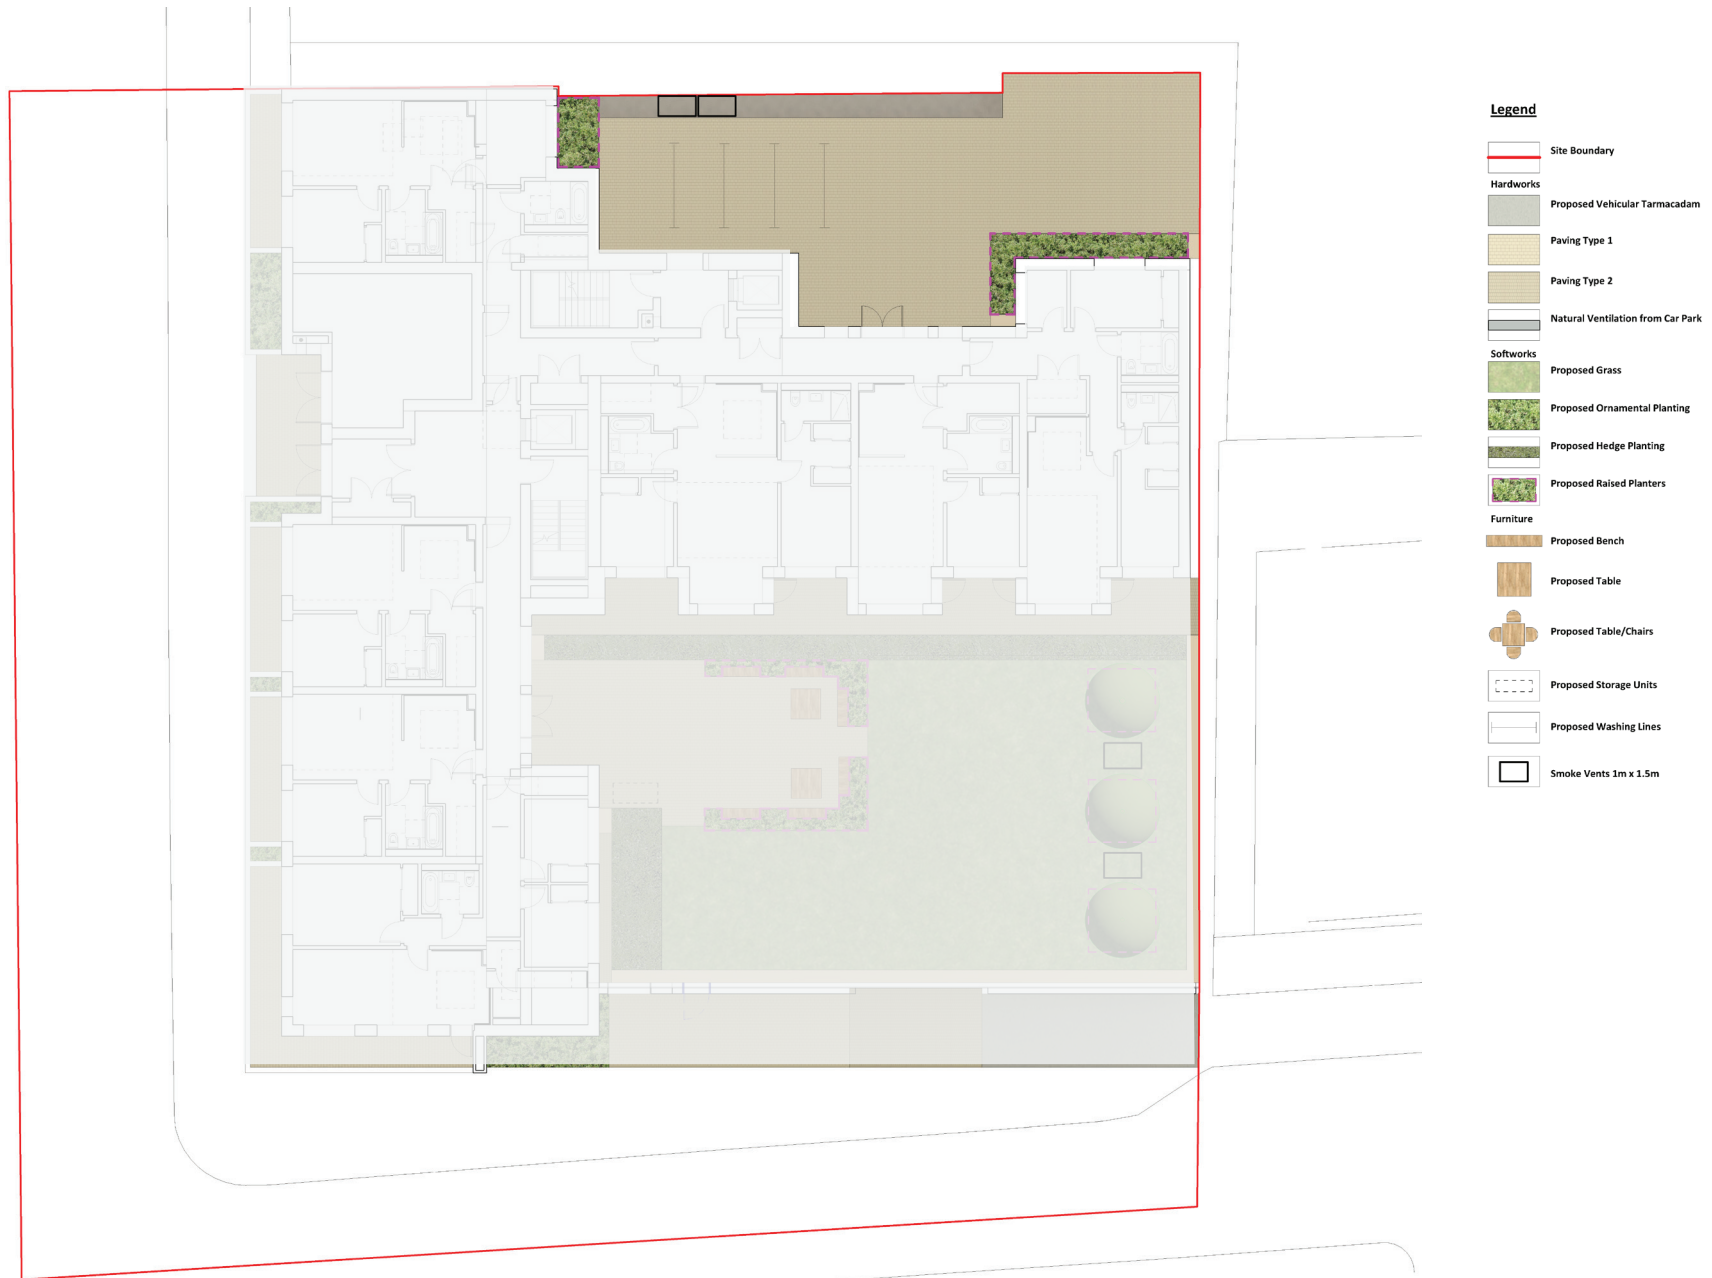 Legend
Site Boundary
Hardworks
Proposed Vehicular Tarmacadam
Paving Type 1
Paving Type 2
Natural Ventilation from Car Park
Softworks
Proposed Grass
Proposed Ornamental Planting
Proposed Hedge Planting
Proposed Raised Planters
Furniture
Proposed Bench
Proposed Table
Proposed Table/Chairs
Proposed Storage Units
Proposed Washing Lines
Smoke Vents 1m x 1.5m